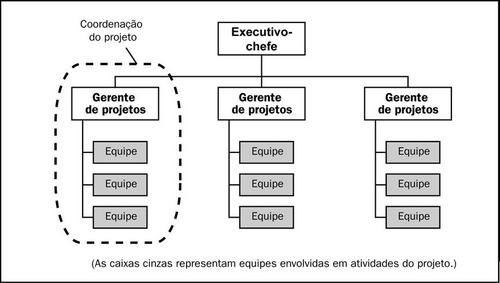 Coordenação
do projeto
Executivo-
chefe
Gerente
de projetos
Gerente
de projetos
Gerente
de projetos
Equipe
Equipe
Equipe
Equipe
Equipe
Equipe
Equipe
Equipe
Equipe
(As caixas cinzas representam equipes envolvidas em atividades do projeto.)